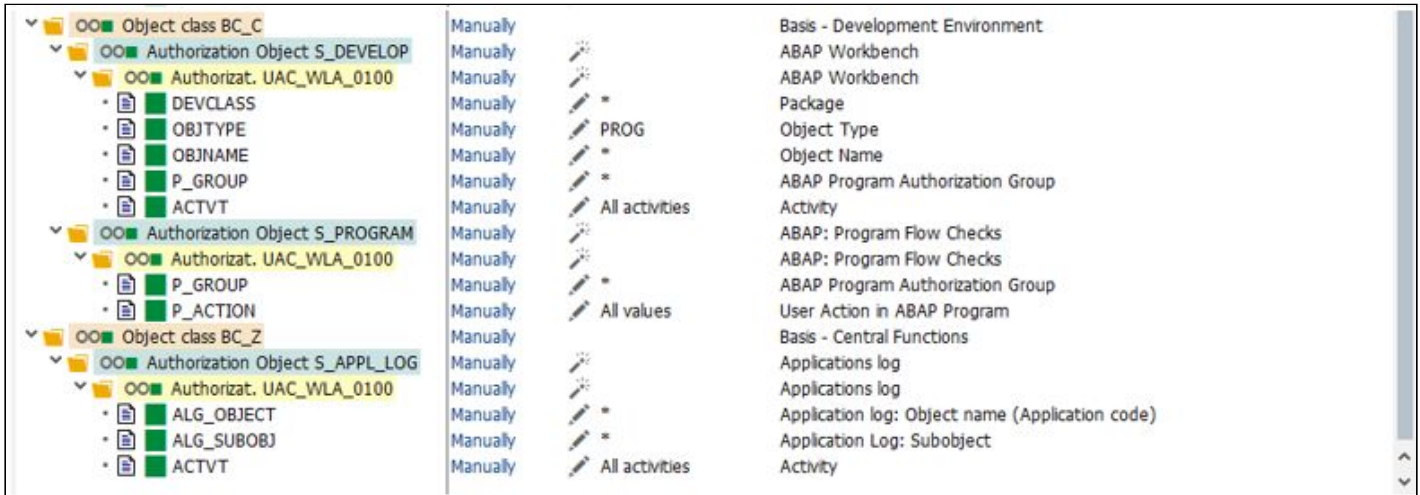 Object class BC_C Manually Basis - Development Environment
Authorization Object S_DEVELOP Manually ABAP Workbench
Authorizat. UAC_WLA_0100 Manually ABAP Workbench
DEVCLASS Manually * Package
OBJTYPE Manually PROG Object Type
OBJNAME Manually * Object Name
P_GROUP Manually * ABAP Program Authorization Group
ACTVT Manually All activities Activity
Authorization Object S_PROGRAM Manually ABAP: Program Flow Checks
Authorizat. UAC_WLA_0100 Manually ABAP: Program Flow Checks
P_GROUP Manually * ABAP Program Authorization Group
P_ACTION Manually All values User Action in ABAP Program
Object class BC_Z Manually Basis - Central Functions
Authorization Object S_APPL_LOG Manually Applications log
Authorizat. UAC_WLA_0100 Manually Applications log
ALG_OBJECT Manually * Application log: Object name (Application code)
ALG_SUBOBJ Manually * Application Log: Subobject
ACTVT Manually All activities Activity